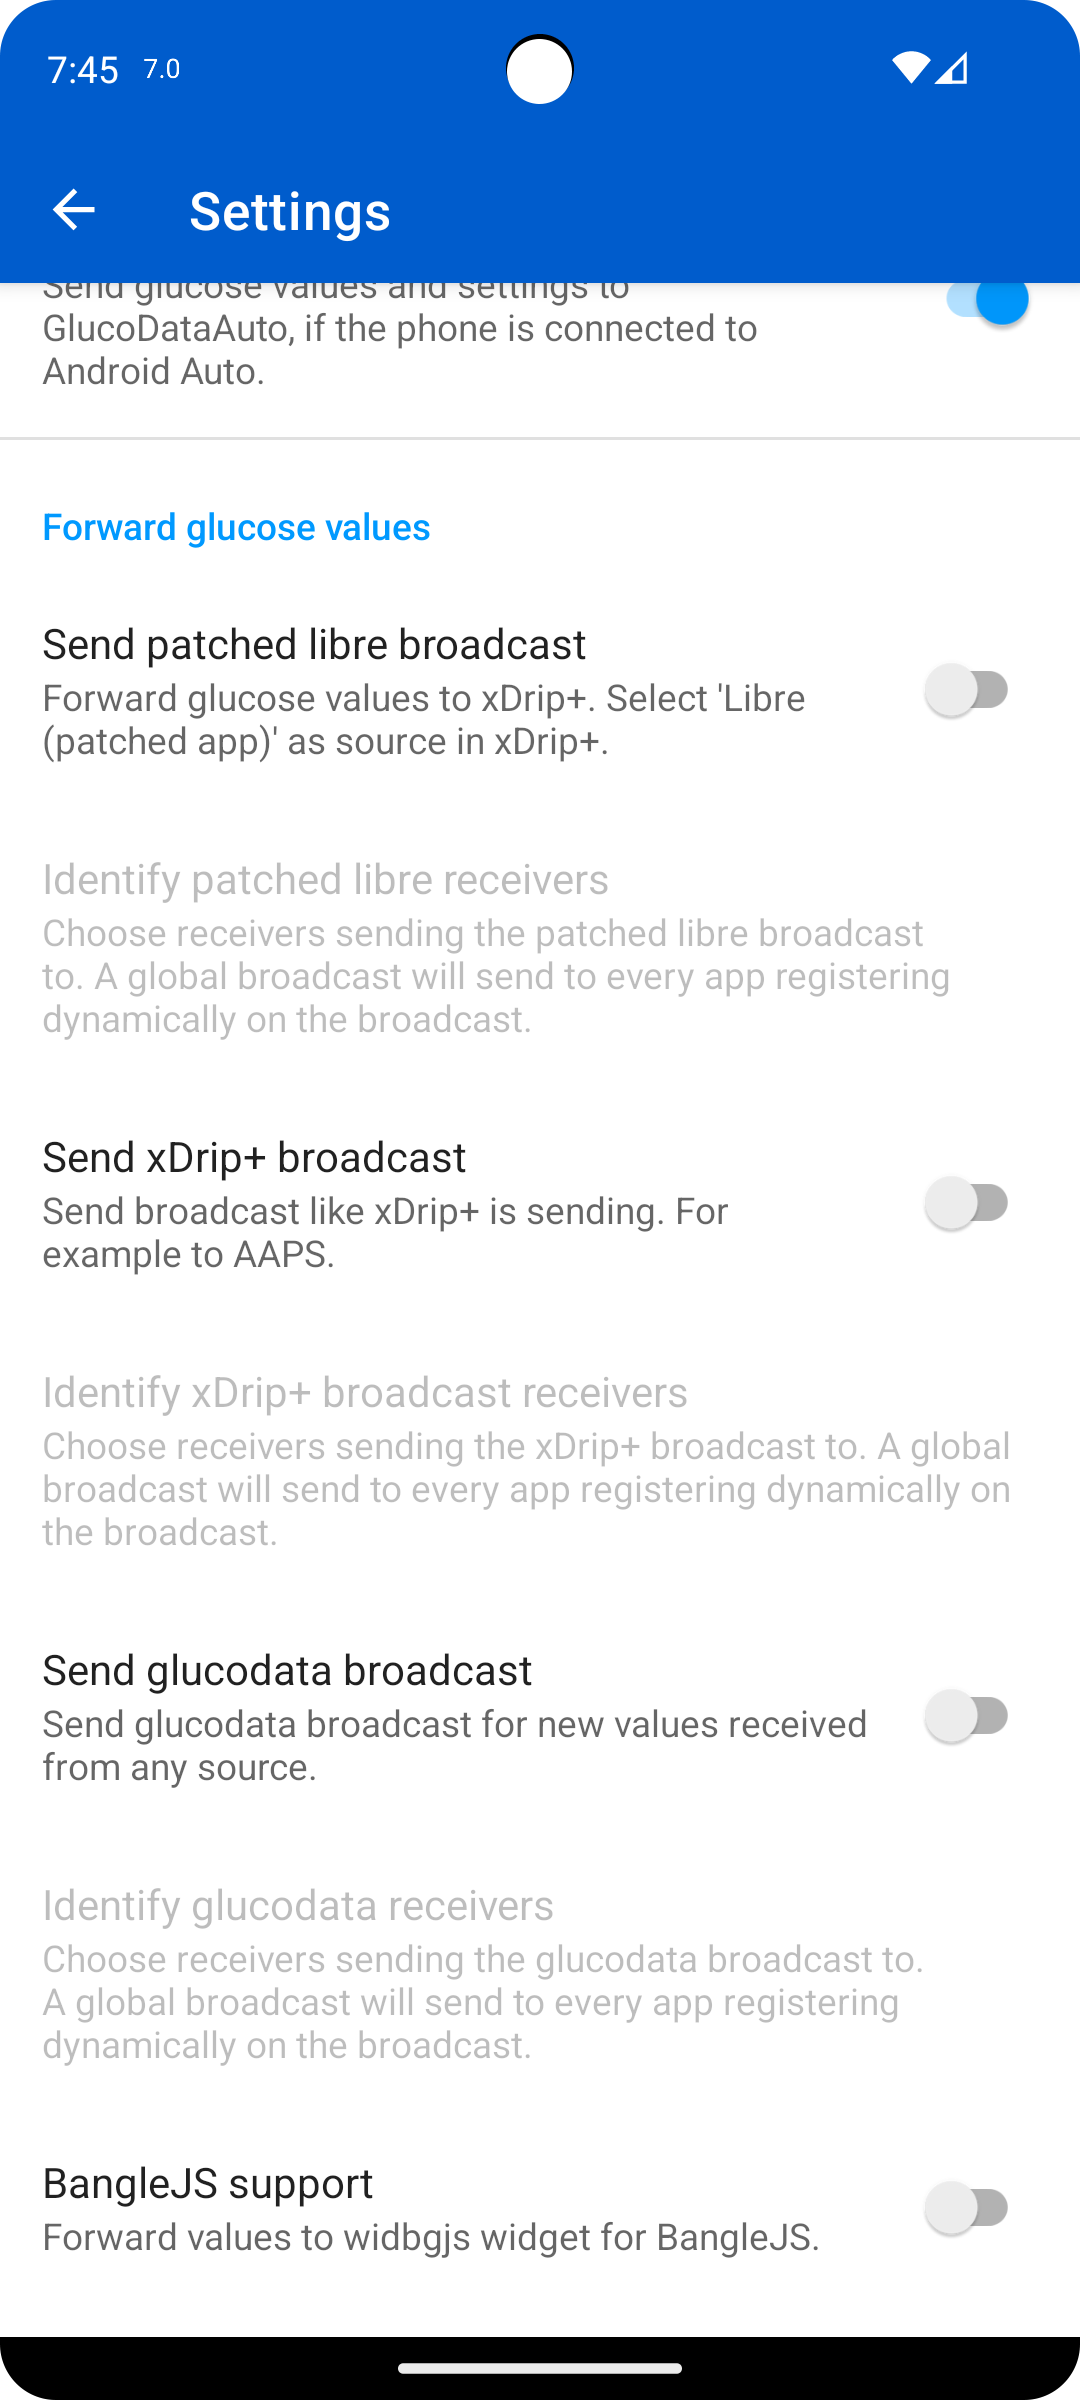 7:45 7.0
Settings
Send glucose values and settings to
GlucoDataAuto, if the phone is connected to
Android Auto.
Forward glucose values
Send patched libre broadcast
Forward glucose values to xDrip+. Select 'Libre
(patched app)' as source in xDrip+.
Identify patched libre receivers
Choose receivers sending the patched libre broadcast
to. A global broadcast will send to every app registering
dynamically on the broadcast.
Send xDrip+ broadcast
Send broadcast like xDrip+ is sending. For
example to AAPS.
Identify xDrip+ broadcast receivers
Choose receivers sending the xDrip+ broadcast to. A global
broadcast will send to every app registering dynamically on
the broadcast.
Send glucodata broadcast
Send glucodata broadcast for new values received
from any source.
Identify glucodata receivers
Choose receivers sending the glucodata broadcast to.
A global broadcast will send to every app registering
dynamically on the broadcast.
BangleJS support
Forward values to widbgjs widget for BangleJS.